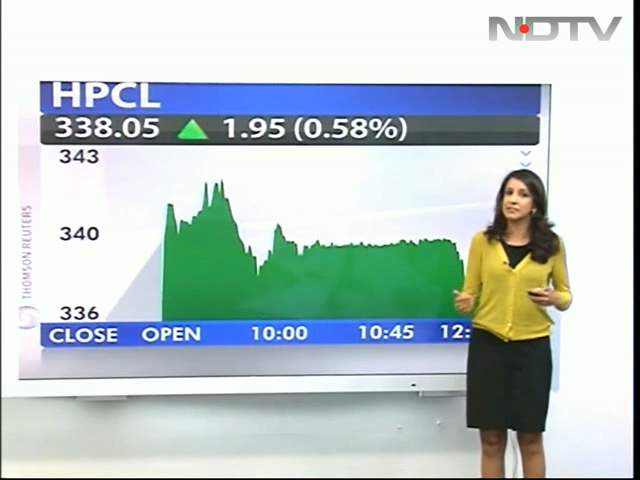 NDTV
HPCL
338.05 ▲ 1.95 (0.58%)
343
340
336
THOMSON REUTERS
CLOSE OPEN 10:00 10:45 12: